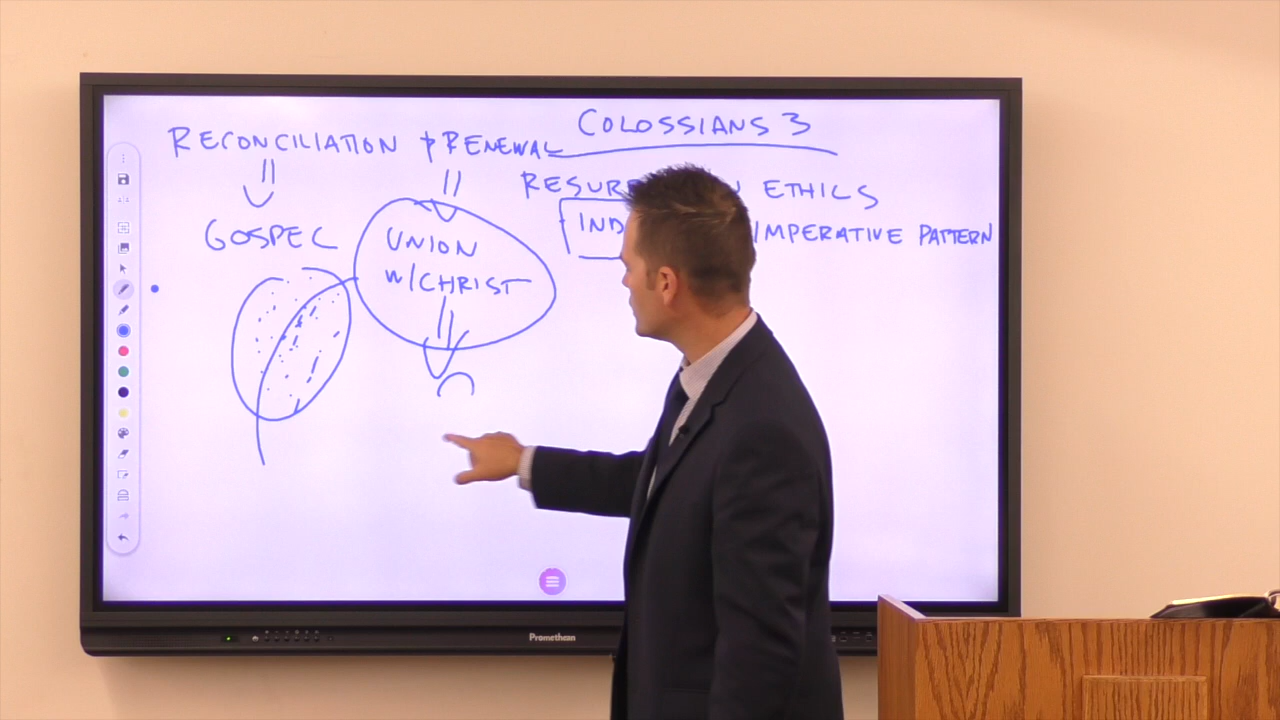 COLOSSIANS 3
RECONCILIATION & RENEWAL
RESUR N ETHICS
GOSPEL
UNION
W/CHRIST
IND IMPERATIVE PATTERN
Promethean